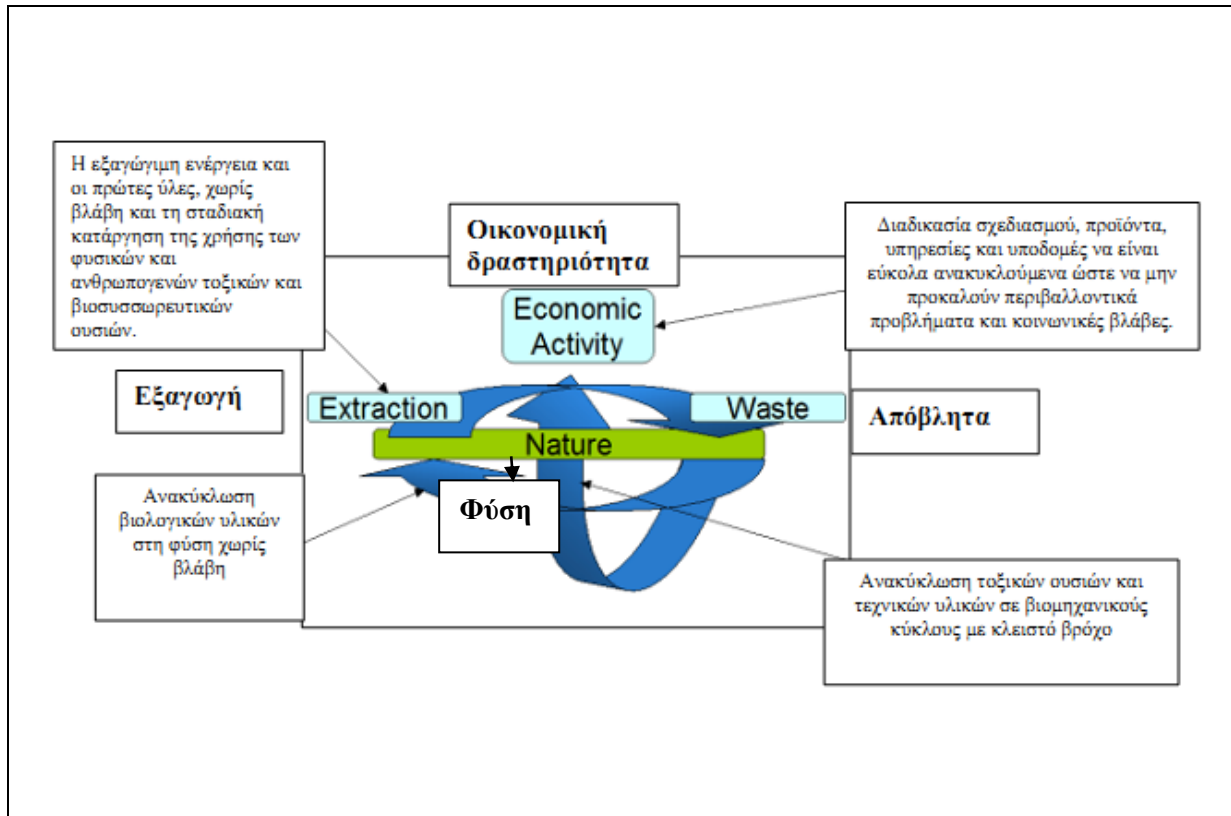 Η εξαγώγιμη ενέργεια και
οι πρώτες ύλες, χωρίς
βλάβη και τη σταδιακή
κατάργηση της χρήσης των
φυσικών και
ανθρωπογενών τοξικών και
βιοσυσσωρευτικών
ουσιών.
Οικονομική
δραστηριότητα
Διαδικασία σχεδιασμού, προϊόντα,
υπηρεσίες και υποδομές να είναι
εύκολα ανακυκλούμενα ώστε να μην
προκαλούν περιβαλλοντικά
προβλήματα και κοινωνικές βλάβες.
Economic
Activity
Εξαγωγή
Extraction
Waste
Απόβλητα
Nature
Φύση
Ανακύκλωση
βιολογικών υλικών
στη φύση χωρίς
βλάβη
Ανακύκλωση τοξικών ουσιών και
τεχνικών υλικών σε βιομηχανικούς
κύκλους με κλειστό βρόχο